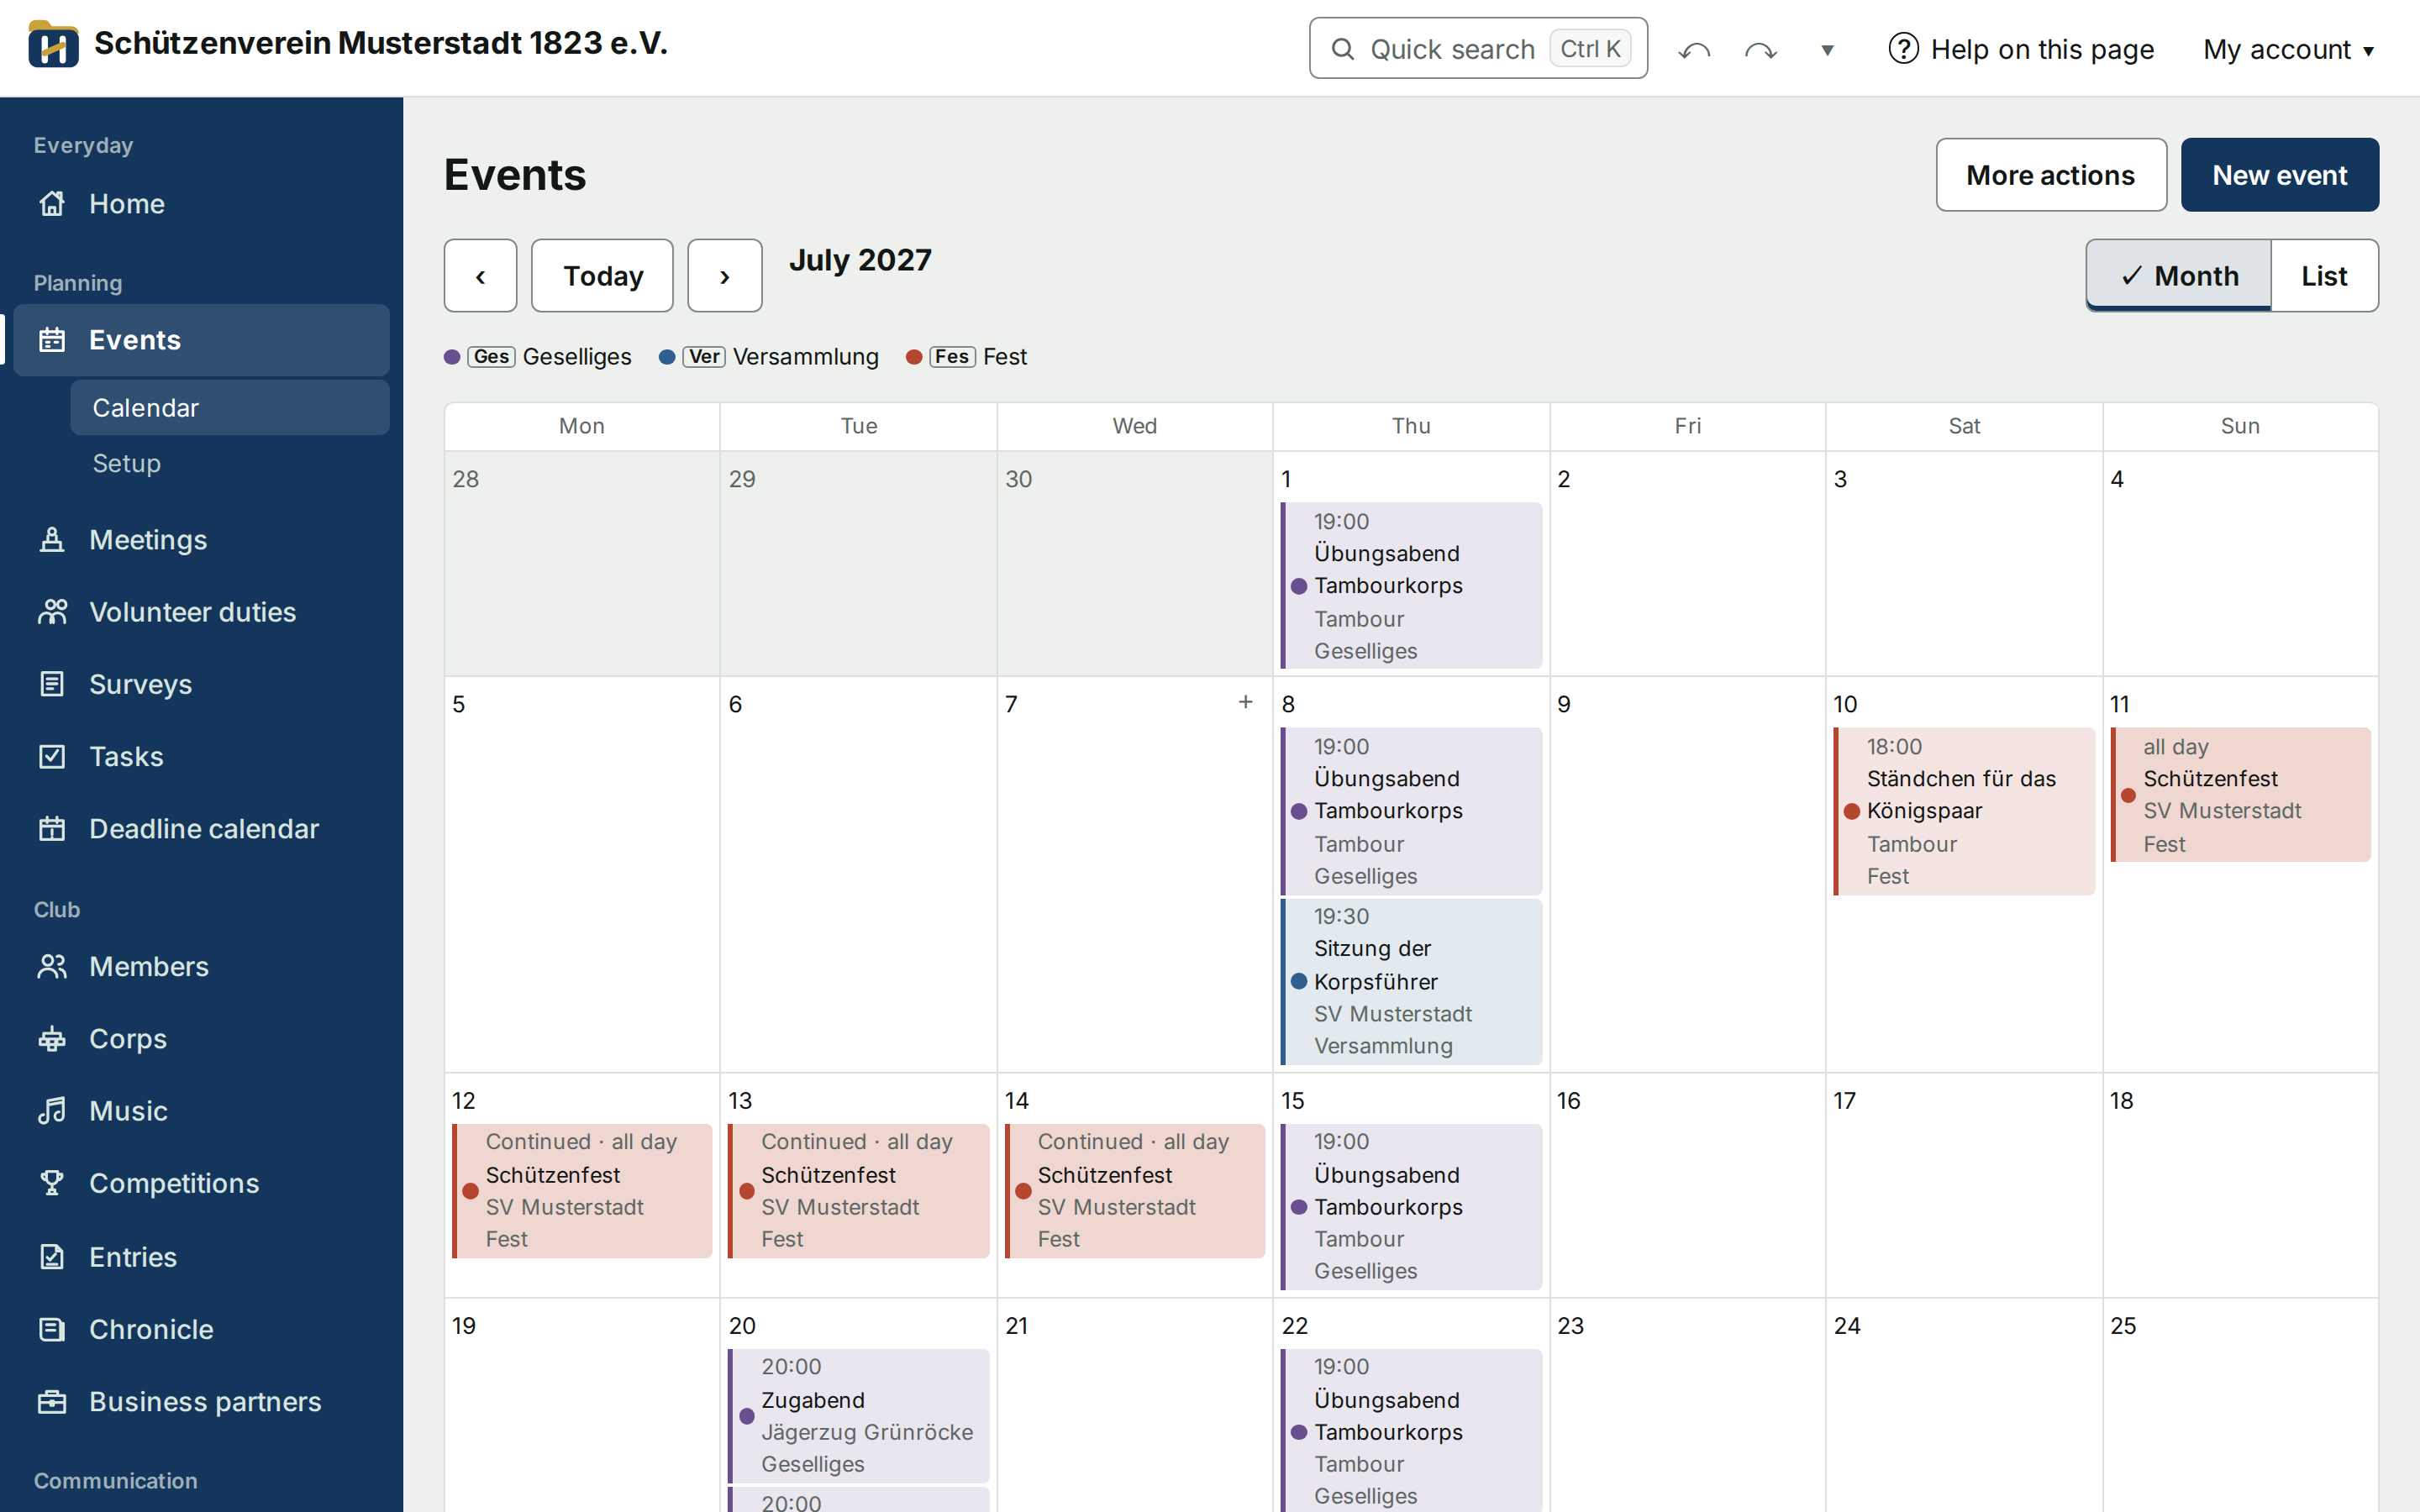 Schützenverein Musterstadt 1823 e.V.
Quick search Ctrl K
? Help on this page
My account ▾
Everyday
Home
Planning
Events
Calendar
Setup
Meetings
Volunteer duties
Surveys
Tasks
Deadline calendar
Club
Members
Corps
Music
Competitions
Entries
Chronicle
Business partners
Communication
Events
More actions
New event
‹ Today › July 2027
✓ Month List
Ges Geselliges Ver Versammlung Fes Fest
Mon Tue Wed Thu Fri Sat Sun
28 29 30 1 2 3 4
19:00
Übungsabend
Tambourkorps
Tambour
Geselliges
5 6 7 + 8 9 10 11
19:00
Übungsabend
Tambourkorps
Tambour
Geselliges
19:30
Sitzung der
Korpsführer
SV Musterstadt
Versammlung
18:00
Ständchen für das
Königspaar
Tambour
Fest
all day
Schützenfest
SV Musterstadt
Fest
12 13 14 15 16 17 18
Continued · all day
Schützenfest
SV Musterstadt
Fest
Continued · all day
Schützenfest
SV Musterstadt
Fest
Continued · all day
Schützenfest
SV Musterstadt
Fest
19:00
Übungsabend
Tambourkorps
Tambour
Geselliges
19 20 21 22 23 24 25
20:00
Zugabend
Jägerzug Grünröcke
Geselliges
20:00
19:00
Übungsabend
Tambourkorps
Tambour
Geselliges